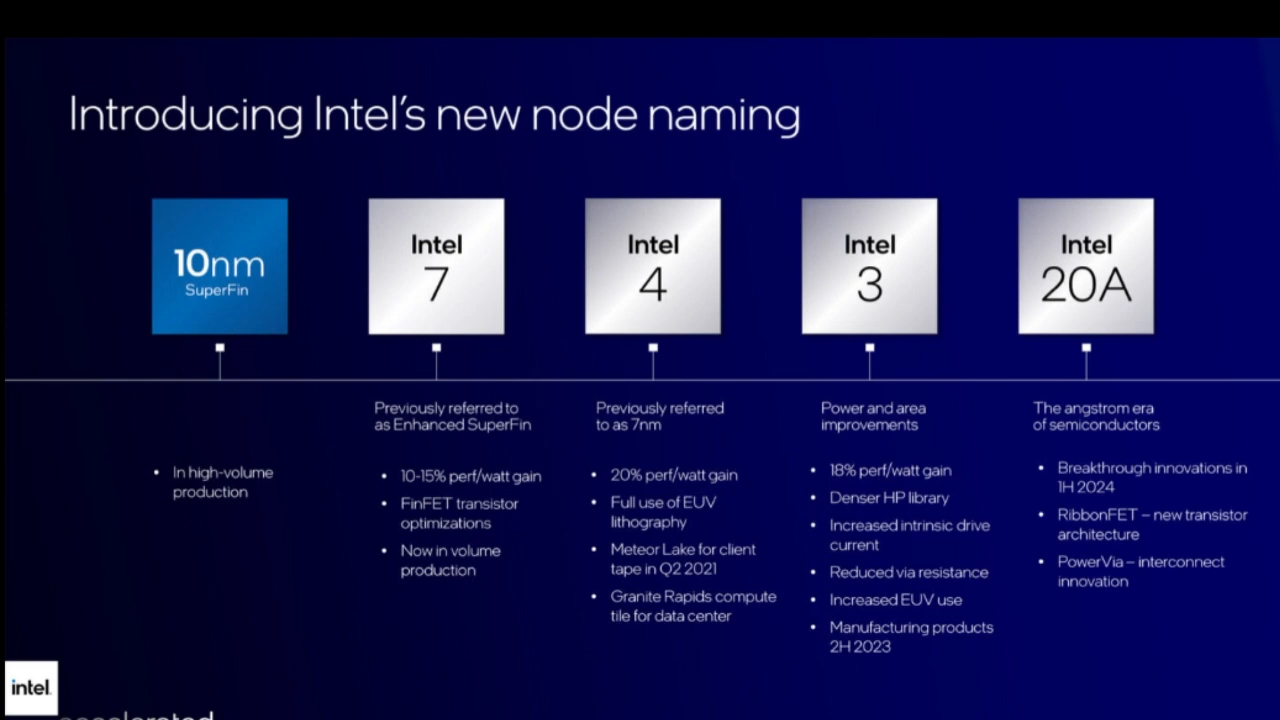 Introducing Intel's new node naming
10nm
SuperFin
• In high-volume
production
Intel
7
Previously referred to
as Enhanced SuperFin
• 10-15% perf/watt gain
• FinFET transistor
optimizations
• Now in volume
production
Intel
4
Previously referred
to as 7nm
• 20% perf/watt gain
• Full use of EUV
lithography
• Meteor Lake for client
tape in Q2 2021
• Granite Rapids compute
tile for data center
Intel
3
Power and area
improvements
• 18% perf/watt gain
• Denser HP library
• Increased intrinsic drive
current
• Reduced via resistance
• Increased EUV use
• Manufacturing products
2H 2023
Intel
20A
The angstrom era
of semiconductors
• Breakthrough innovations in
1H 2024
• RibbonFET – new transistor
architecture
• PowerVia – interconnect
innovation
intel.
accelerated